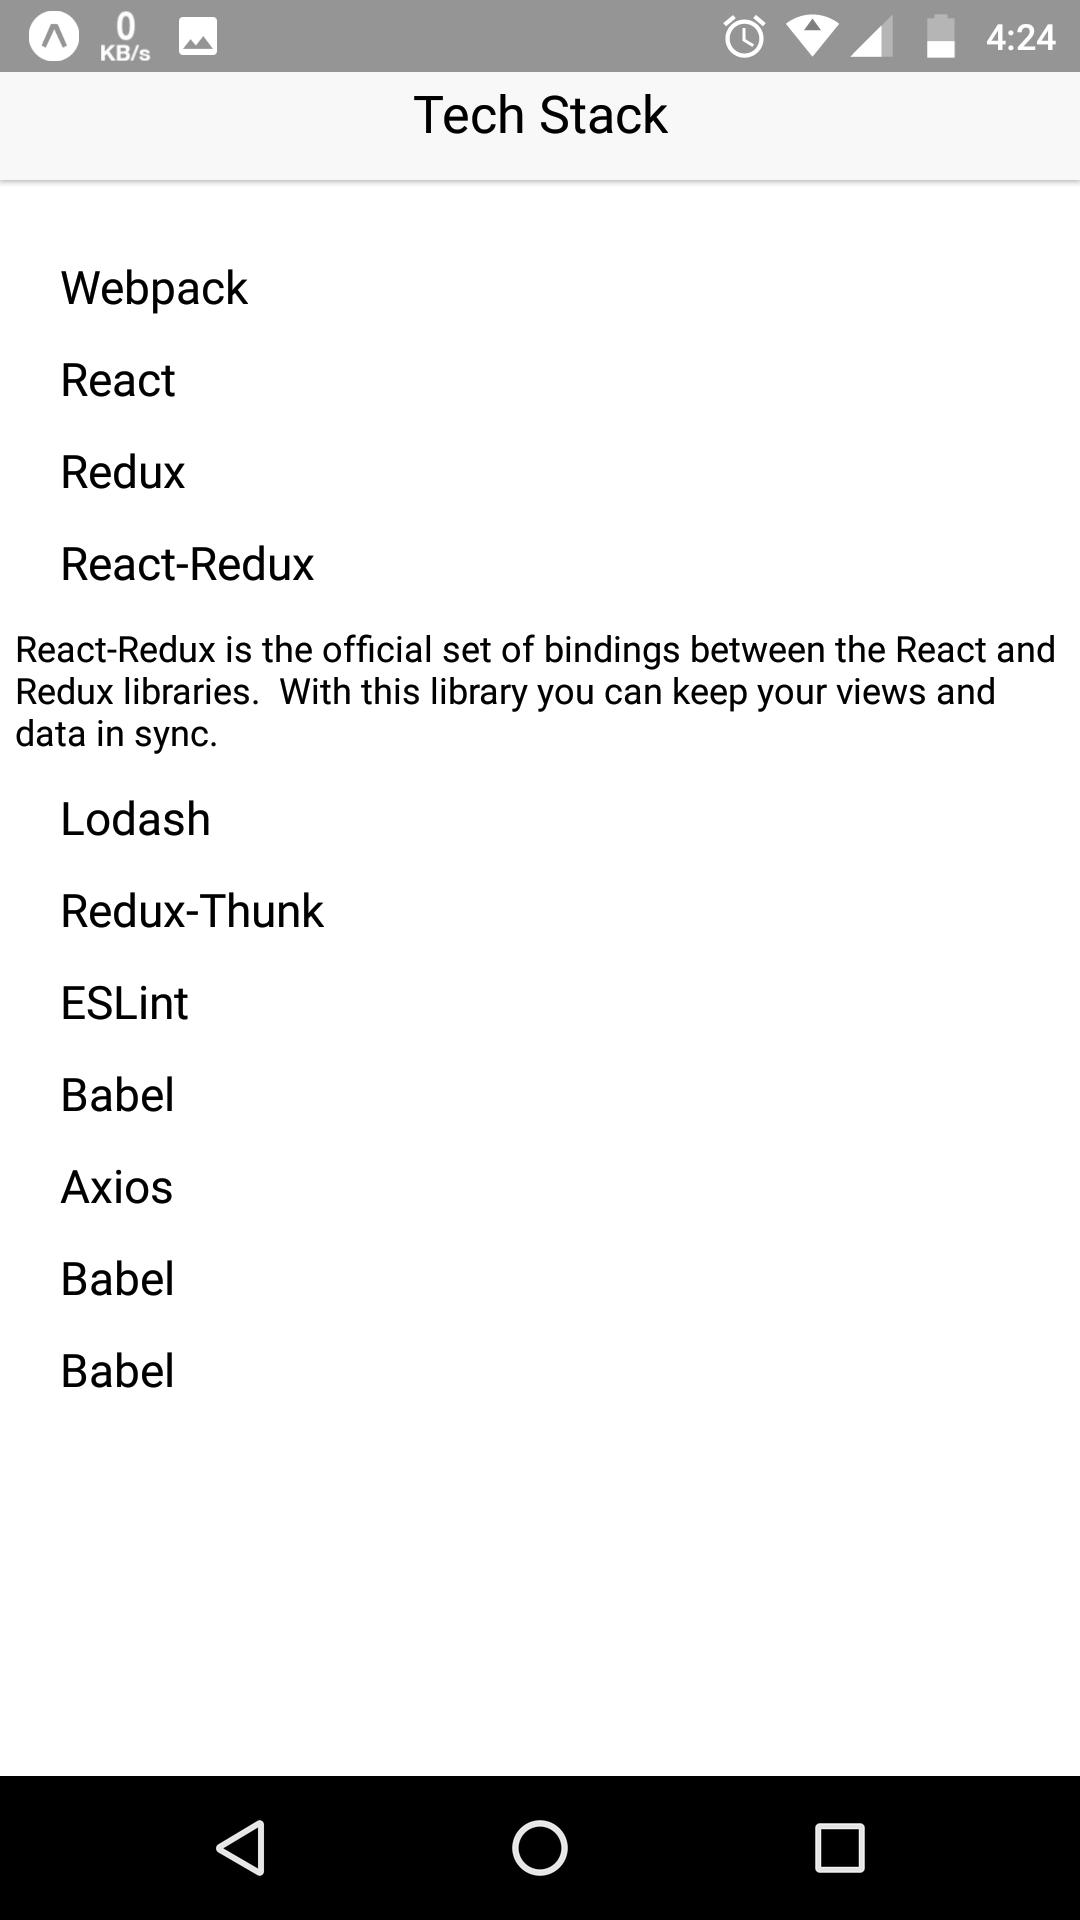 0
KB/s
4:24
Tech Stack
Webpack
React
Redux
React-Redux
React-Redux is the official set of bindings between the React and
Redux libraries.  With this library you can keep your views and
data in sync.
Lodash
Redux-Thunk
ESLint
Babel
Axios
Babel
Babel